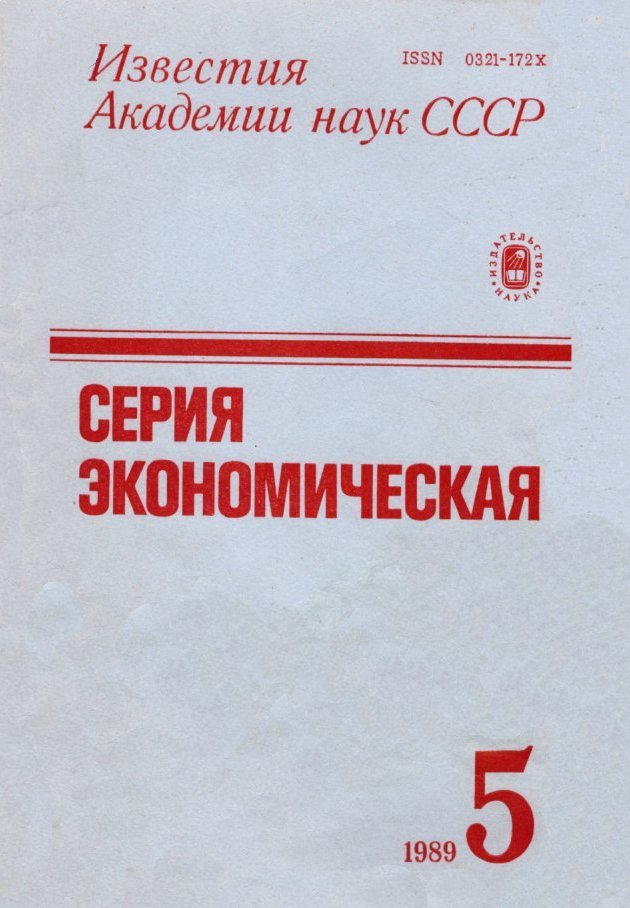 Известия
ISSN 0321-172X
Академии наук СССР
ИЗДАТЕЛЬСТВО
НАУКА
СЕРИЯ
ЭКОНОМИЧЕСКАЯ
1989 5